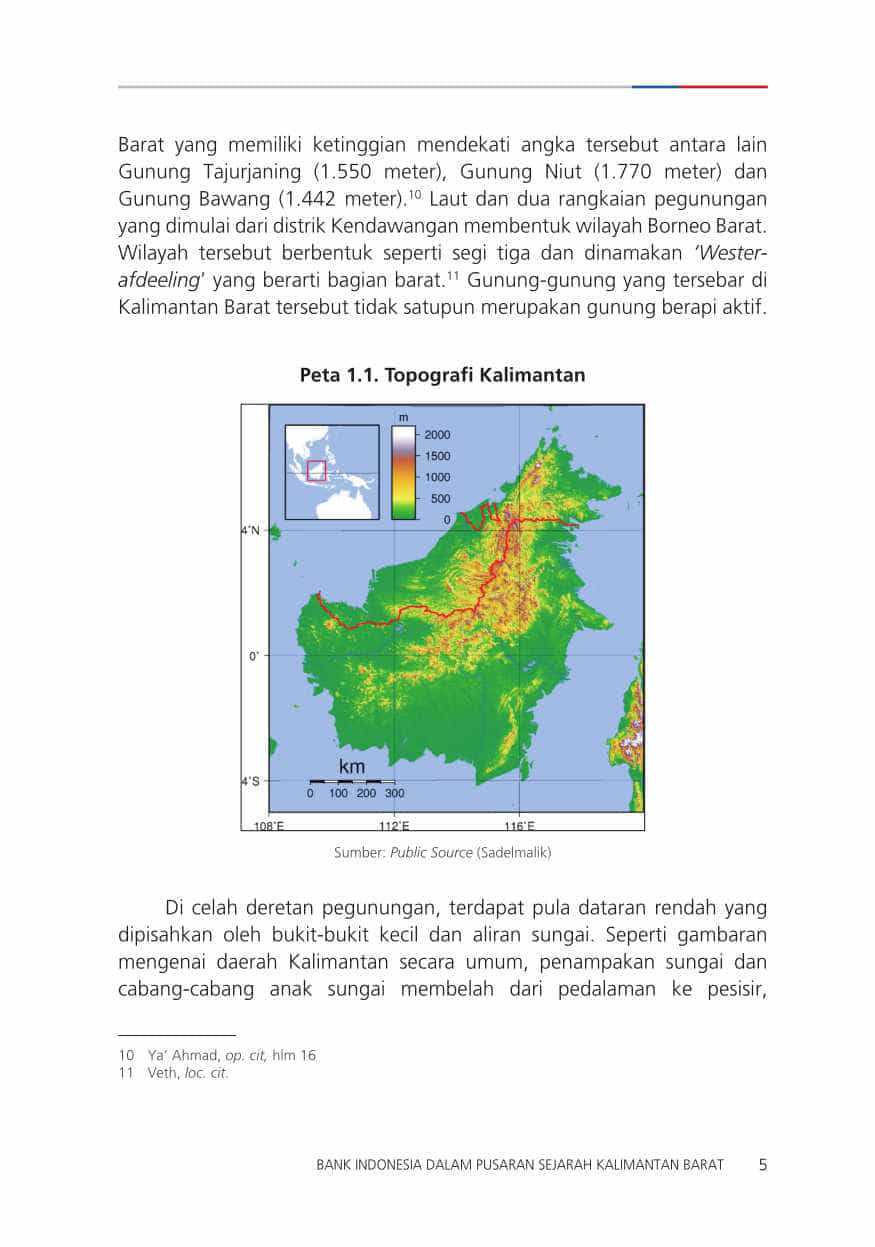 Barat yang memiliki ketinggian mendekati angka tersebut antara lain
Gunung Tajurjaning (1.550 meter), Gunung Niut (1.770 meter) dan
Gunung Bawang (1.442 meter).10 Laut dan dua rangkaian pegunungan
yang dimulai dari distrik Kendawangan membentuk wilayah Borneo Barat.
Wilayah tersebut berbentuk seperti segi tiga dan dinamakan ‘Wester-
afdeeling’ yang berarti bagian barat.11 Gunung-gunung yang tersebar di
Kalimantan Barat tersebut tidak satupun merupakan gunung berapi aktif.
Peta 1.1. Topografi Kalimantan
m
2000
1500
1000
500
0
4˚N
0˚
4˚S
km
0 100 200 300
108˚E 112˚E 116˚E
Sumber: Public Source (Sadelmalik)
Di celah deretan pegunungan, terdapat pula dataran rendah yang
dipisahkan oleh bukit-bukit kecil dan aliran sungai. Seperti gambaran
mengenai daerah Kalimantan secara umum, penampakan sungai dan
cabang-cabang anak sungai membelah dari pedalaman ke pesisir,
10 Ya’ Ahmad, op. cit, hlm 16
11 Veth, loc. cit.
BANK INDONESIA DALAM PUSARAN SEJARAH KALIMANTAN BARAT 5